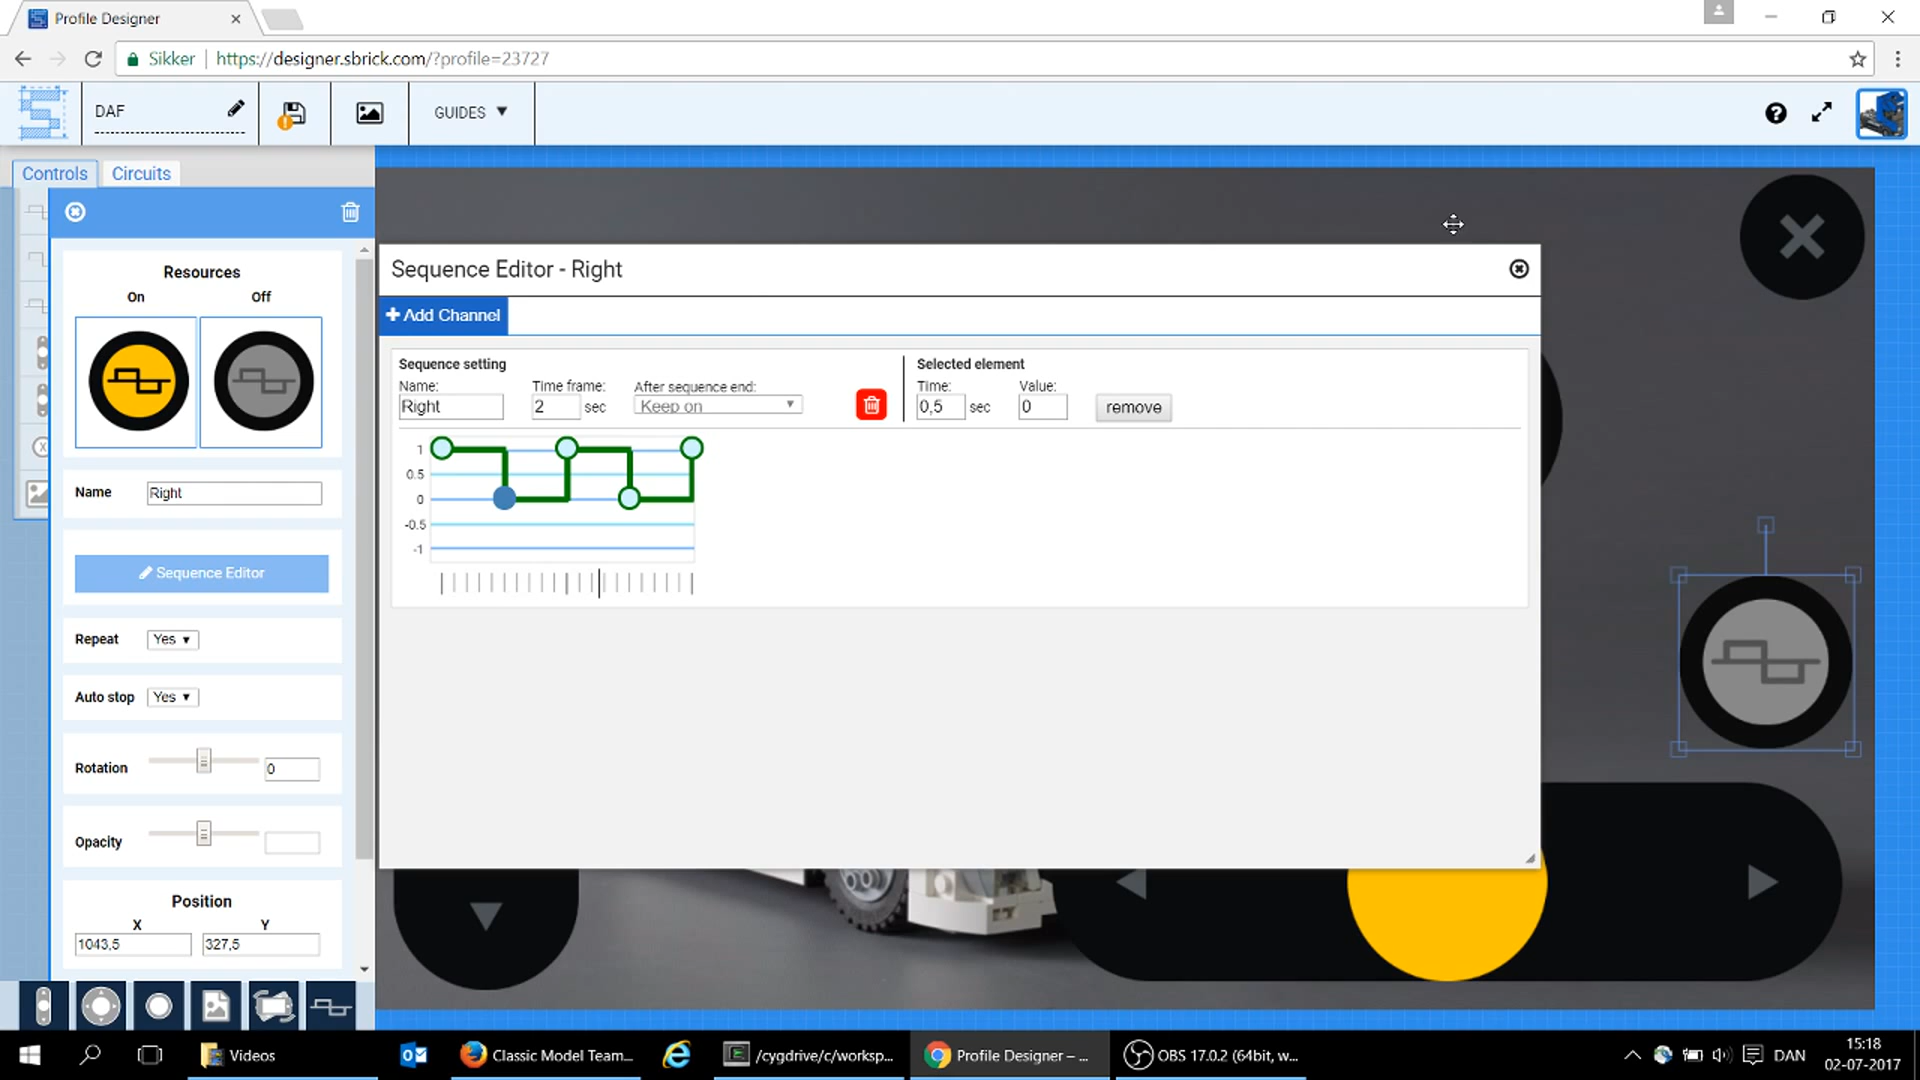 Profile Designer
Sikker
https://designer.sbrick.com/?profile=23727
DAF
GUIDES
Controls
Circuits
Resources
On
Off
Name
Right
Sequence Editor
Repeat
Yes
Auto stop
Yes
Rotation
0
Opacity
Position
X
Y
1043,5
327,5
Sequence Editor - Right
Add Channel
Sequence setting
Name:
Time frame:
After sequence end:
Right
2
sec
Keep on
Selected element
Time:
Value:
0,5
sec
0
remove
1
0.5
0
-0.5
-1
Videos
Classic Model Team...
/cygdrive/c/worksp...
Profile Designer – ...
OBS 17.0.2 (64bit, w...
DAN
15:18
02-07-2017